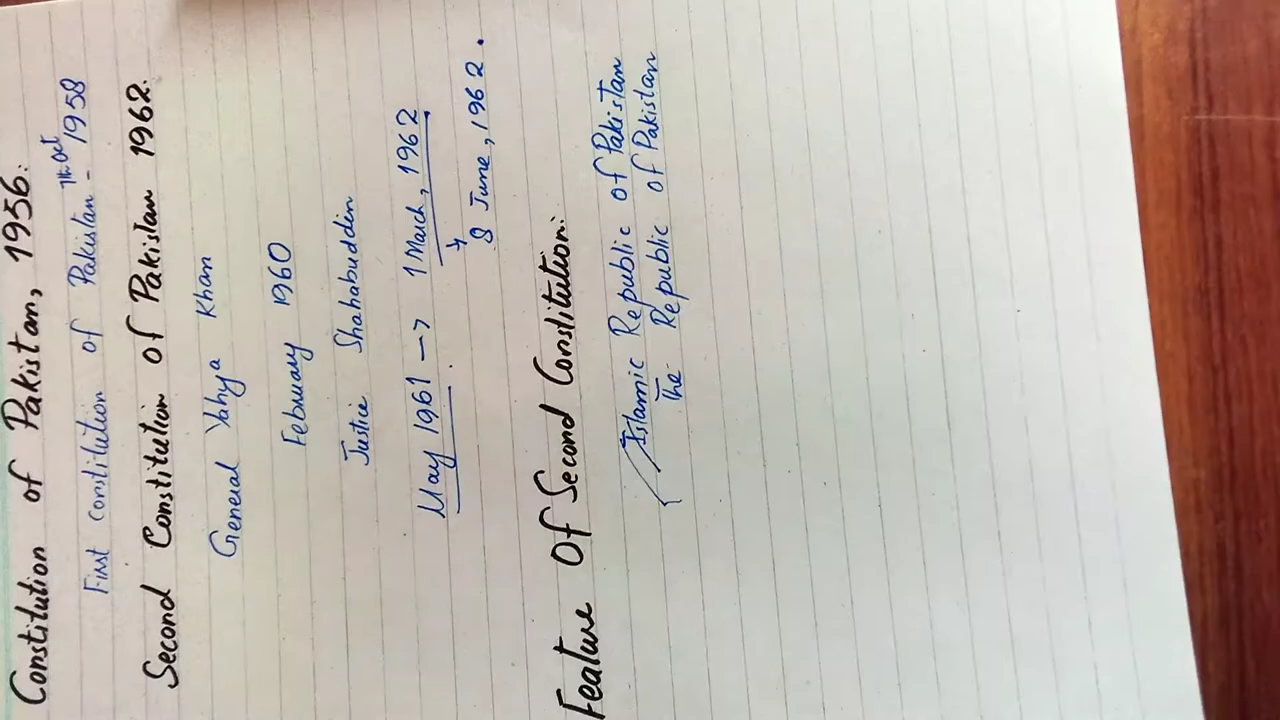 Constitution of Pakistan, 1956:
First constitution of Pakistan - 7th Oct 1958
Second Constitution of Pakistan 1962.
General Yahya Khan
February 1960
Justice Shahabuddin
May 1961 → 1 March, 1962
↳ 8 June, 1962.
Feature Of Second Constitution:
Islamic Republic of Pakistan
The Republic of Pakistan